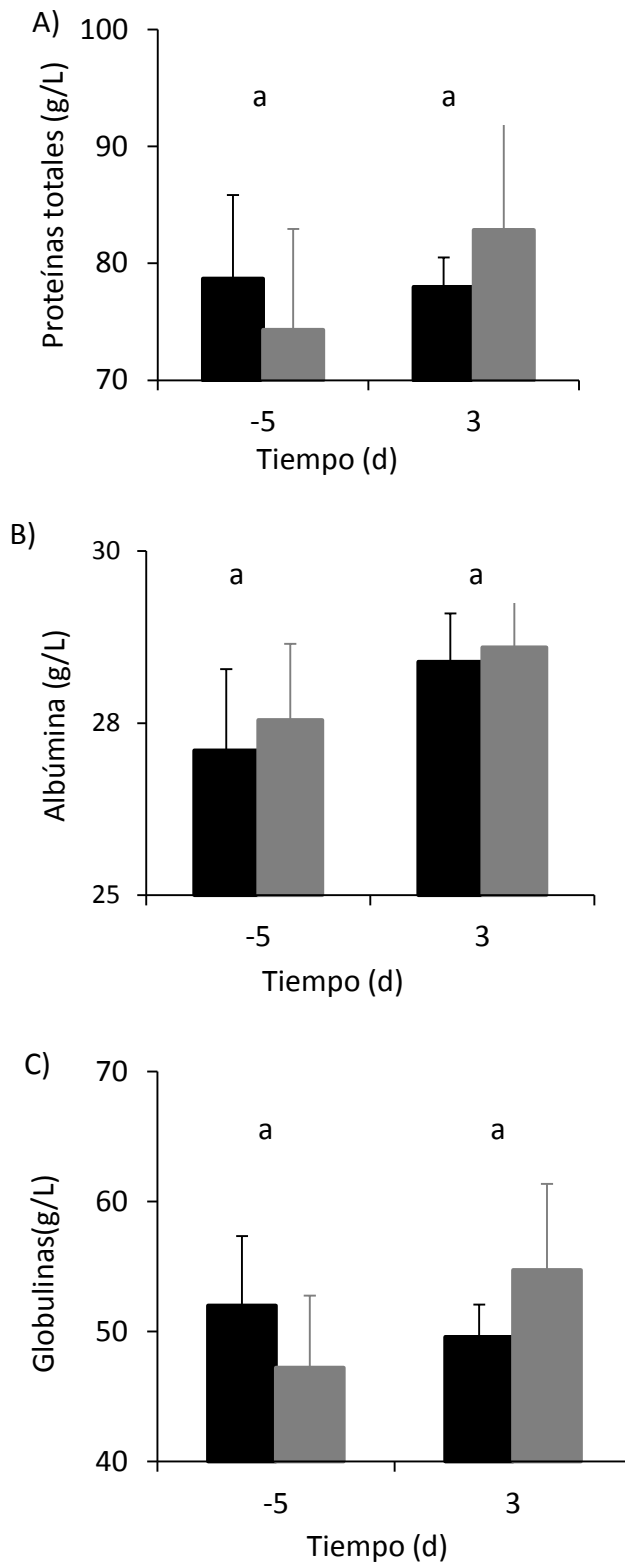 A)
Proteínas totales (g/L)
100
90
80
70
a a
-5 3
Tiempo (d)
B)
Albúmina (g/L)
30
28
25
a a
-5 3
Tiempo (d)
C)
Globulinas(g/L)
70
60
50
40
a a
-5 3
Tiempo (d)